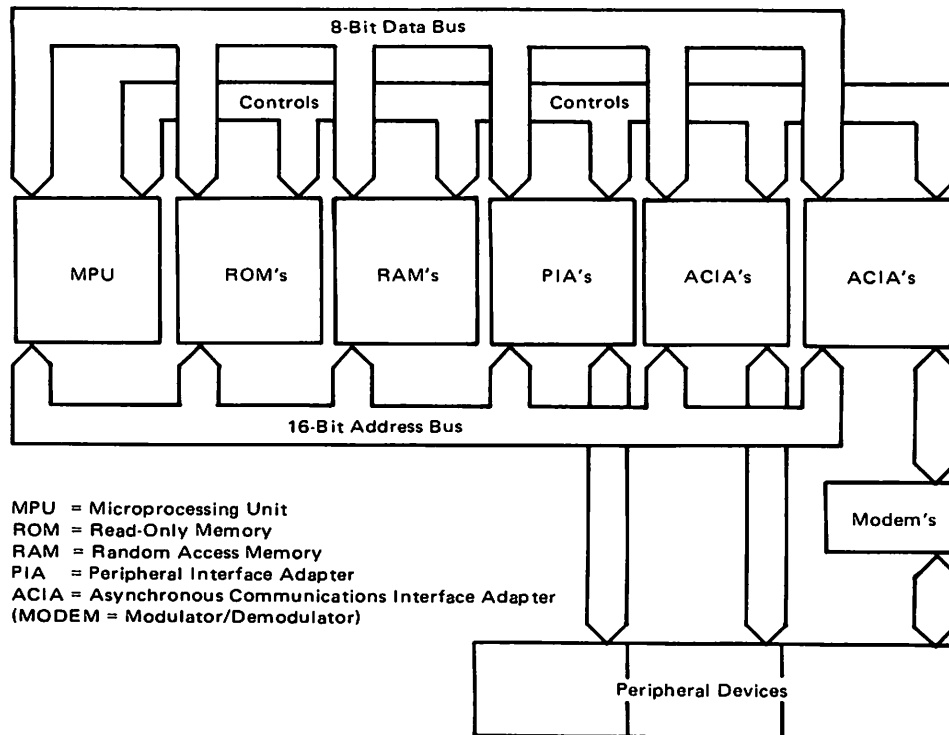 8-Bit Data Bus
Controls
Controls
MPU
ROM's
RAM's
PIA's
ACIA's
ACIA's
16-Bit Address Bus
Modem's
MPU = Microprocessing Unit
ROM = Read-Only Memory
RAM = Random Access Memory
PIA = Peripheral Interface Adapter
ACIA = Asynchronous Communications Interface Adapter
(MODEM = Modulator/Demodulator)
Peripheral Devices